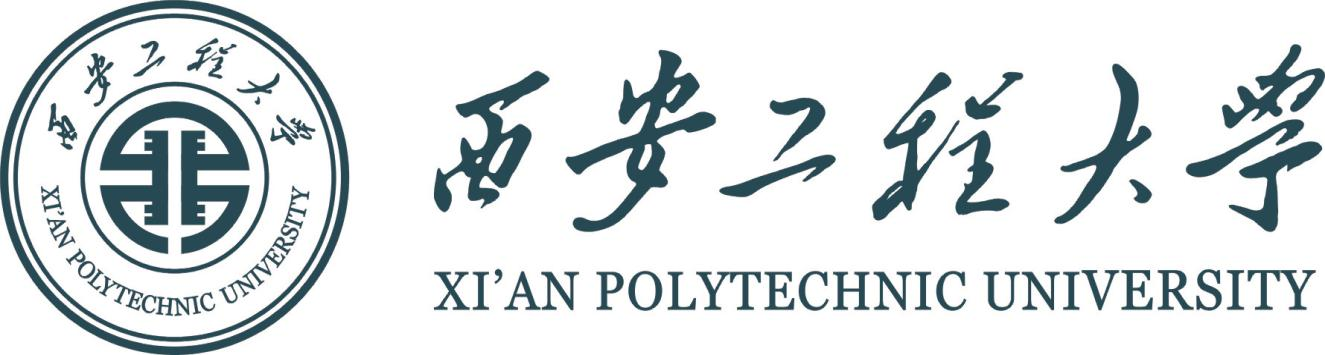 西安工程大学
XI'AN POLYTECHNIC UNIVERSITY
西安工程大學
XI'AN POLYTECHNIC UNIVERSITY